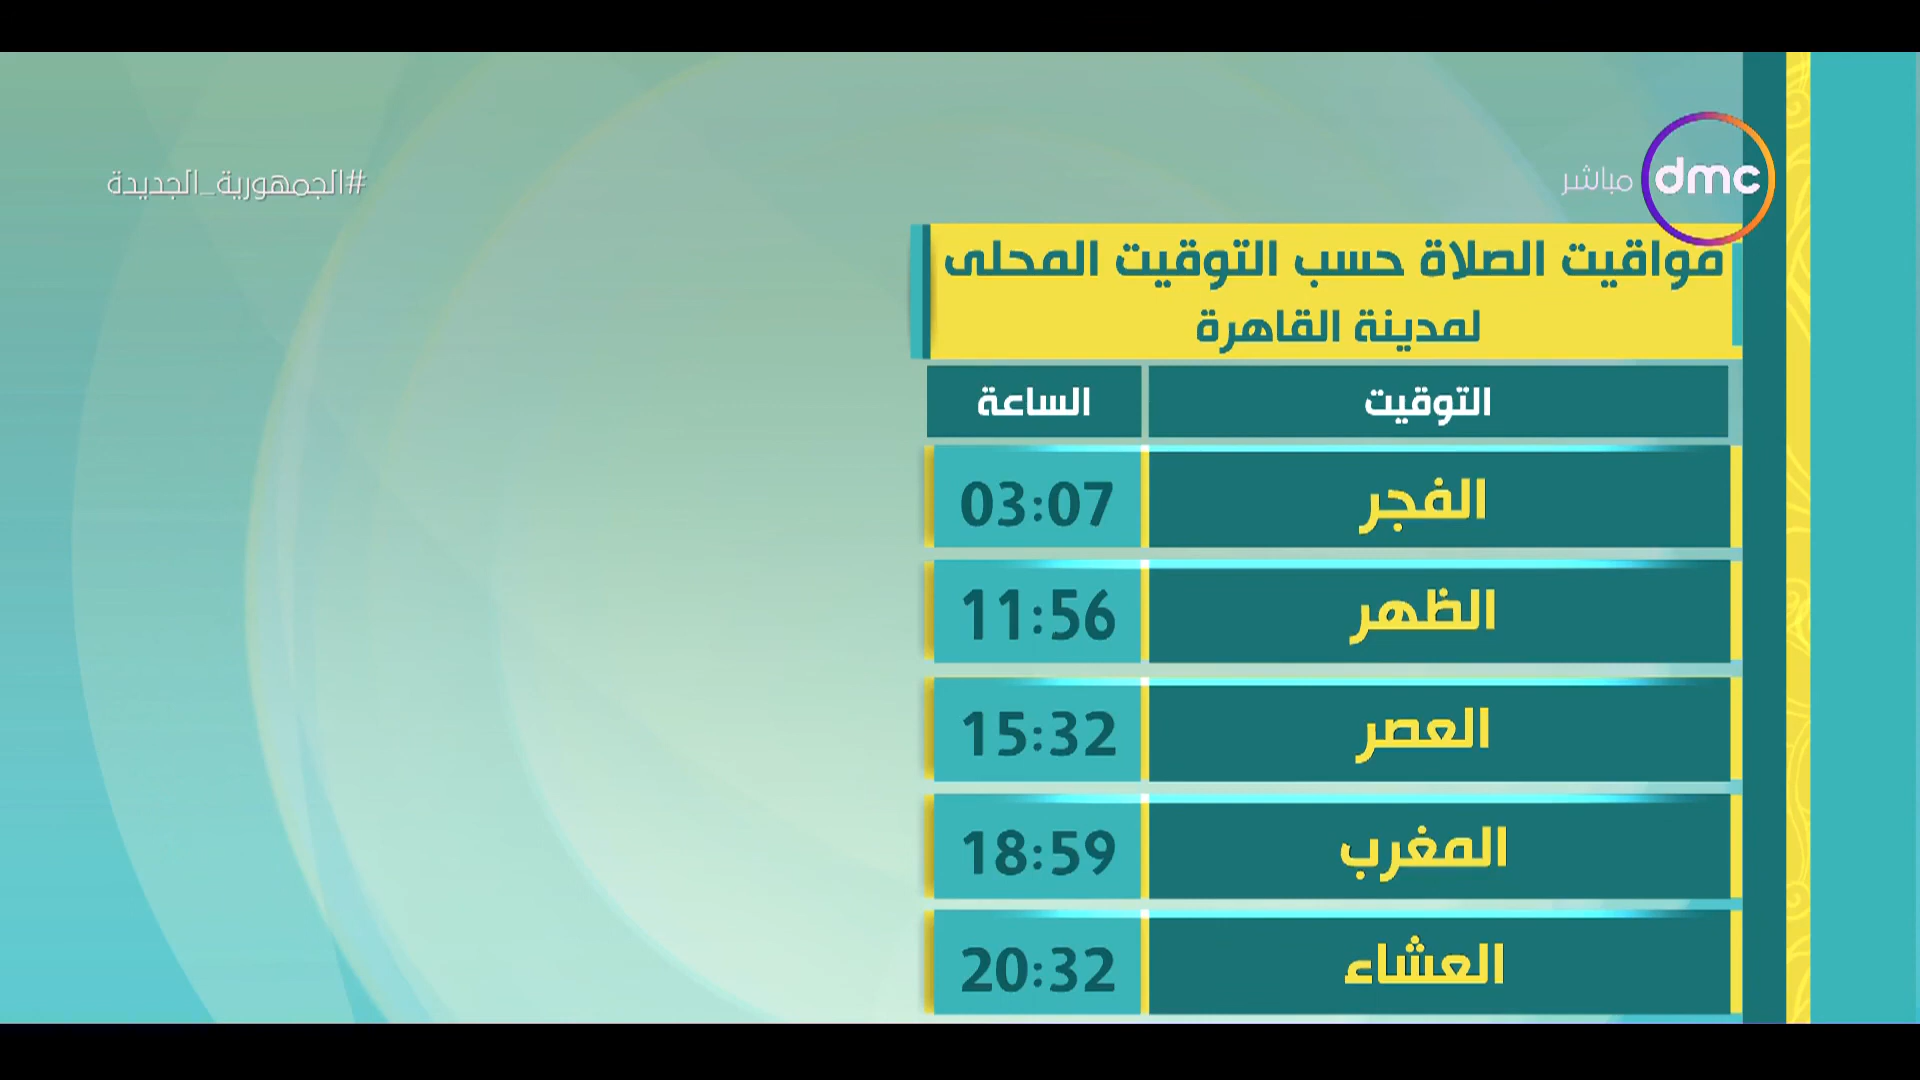 dmc مباشر
#الجمهورية_الجديدة
مواقيت الصلاة حسب التوقيت المحلى
لمدينة القاهرة
التوقيت الساعة
الفجر 03:07
الظهر 11:56
العصر 15:32
المغرب 18:59
العشاء 20:32